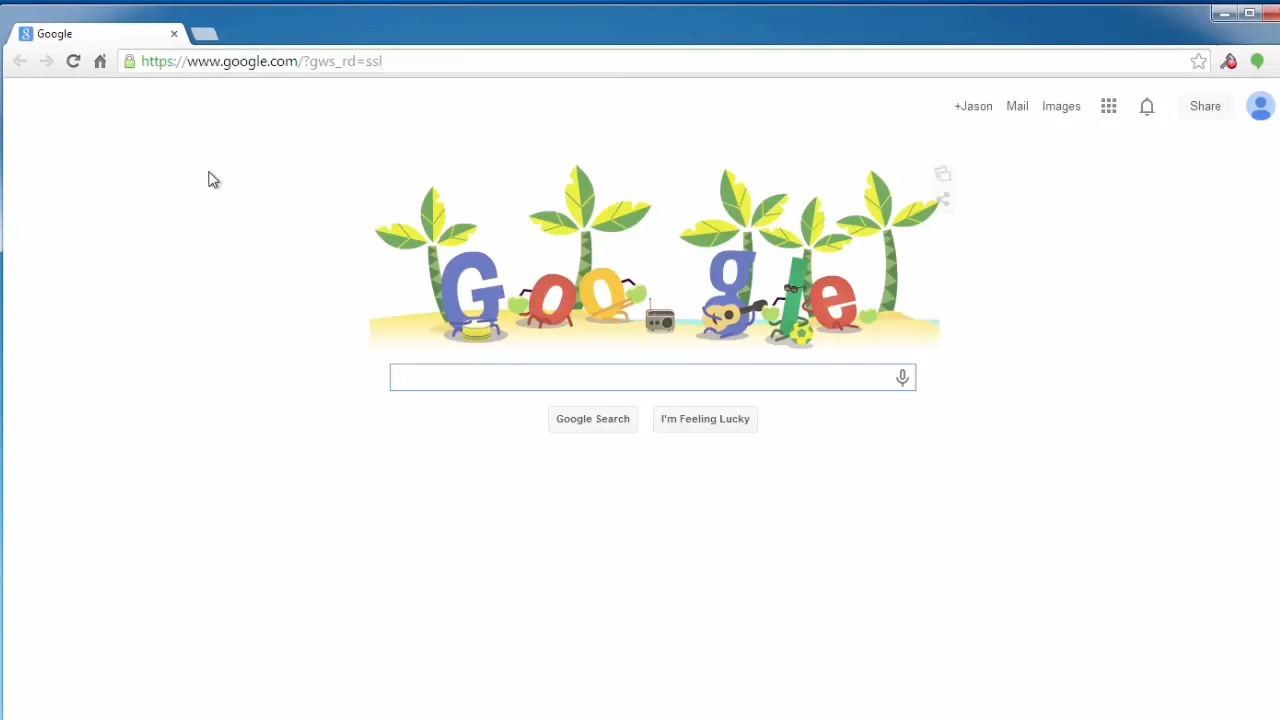 Google
https://www.google.com/?gws_rd=ssl
+Jason Mail Images Share
Google
Google Search I'm Feeling Lucky